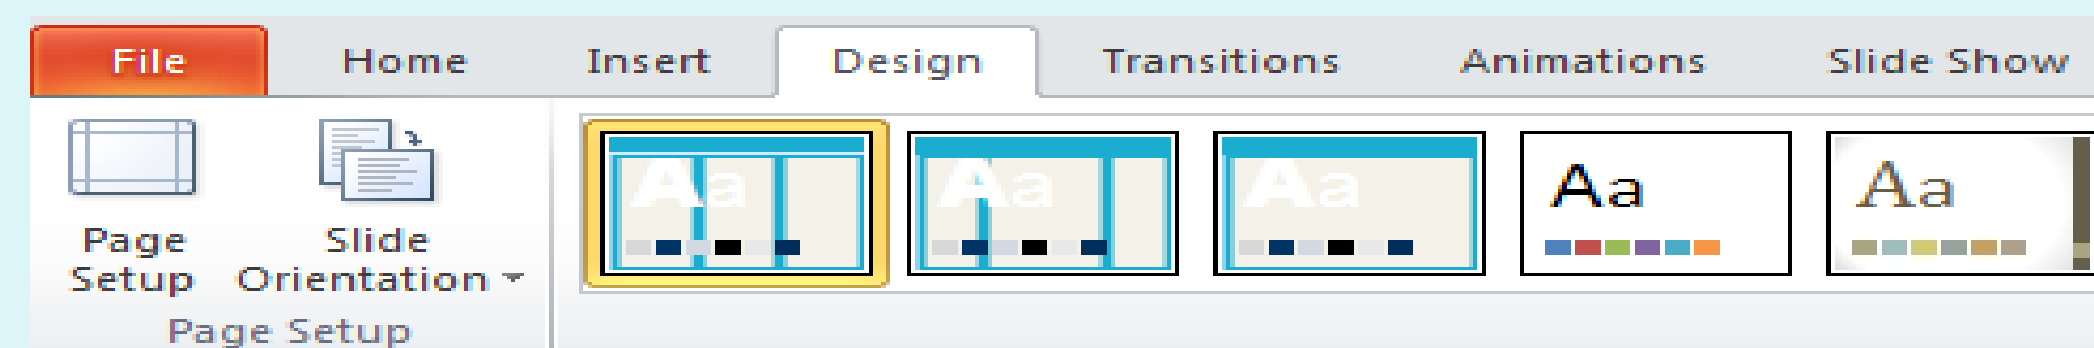 File Home Insert Design Transitions Animations Slide Show
Aa Aa Aa Aa Aa
Page Slide
Setup Orientation
Page Setup